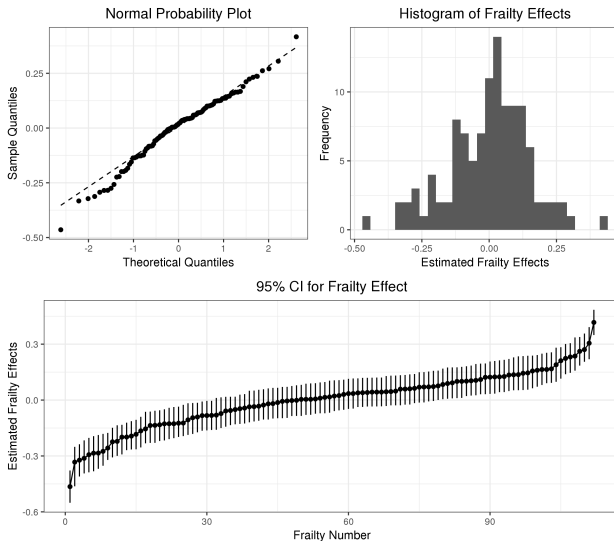 Normal Probability Plot
Sample Quantiles
0.25
0.00
-0.25
-0.50
-2
-1
0
1
2
Theoretical Quantiles
Histogram of Frailty Effects
Frequency
10
5
0
-0.50
-0.25
0.00
0.25
Estimated Frailty Effects
95% CI for Frailty Effect
Estimated Frailty Effects
0.3
0.0
-0.3
-0.6
0
30
60
90
Frailty Number